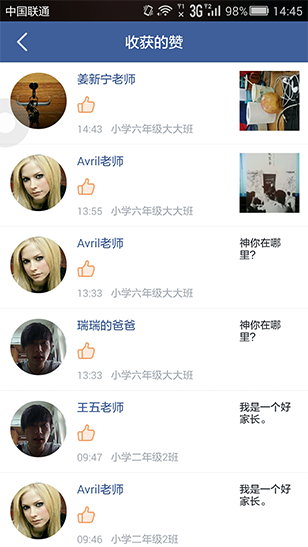 中国联通 3G 98% 14:45
收获的赞
姜新宁老师
14:43 小学六年级大大班
Avril老师
13:55 小学六年级大大班
Avril老师
神你在哪
里?
13:33 小学六年级大大班
瑞瑞的爸爸
神你在哪
里?
13:33 小学六年级大大班
王五老师
我是一个好
家长。
09:47 小学二年级2班
Avril老师
我是一个好
家长。
09:46 小学二年级2班